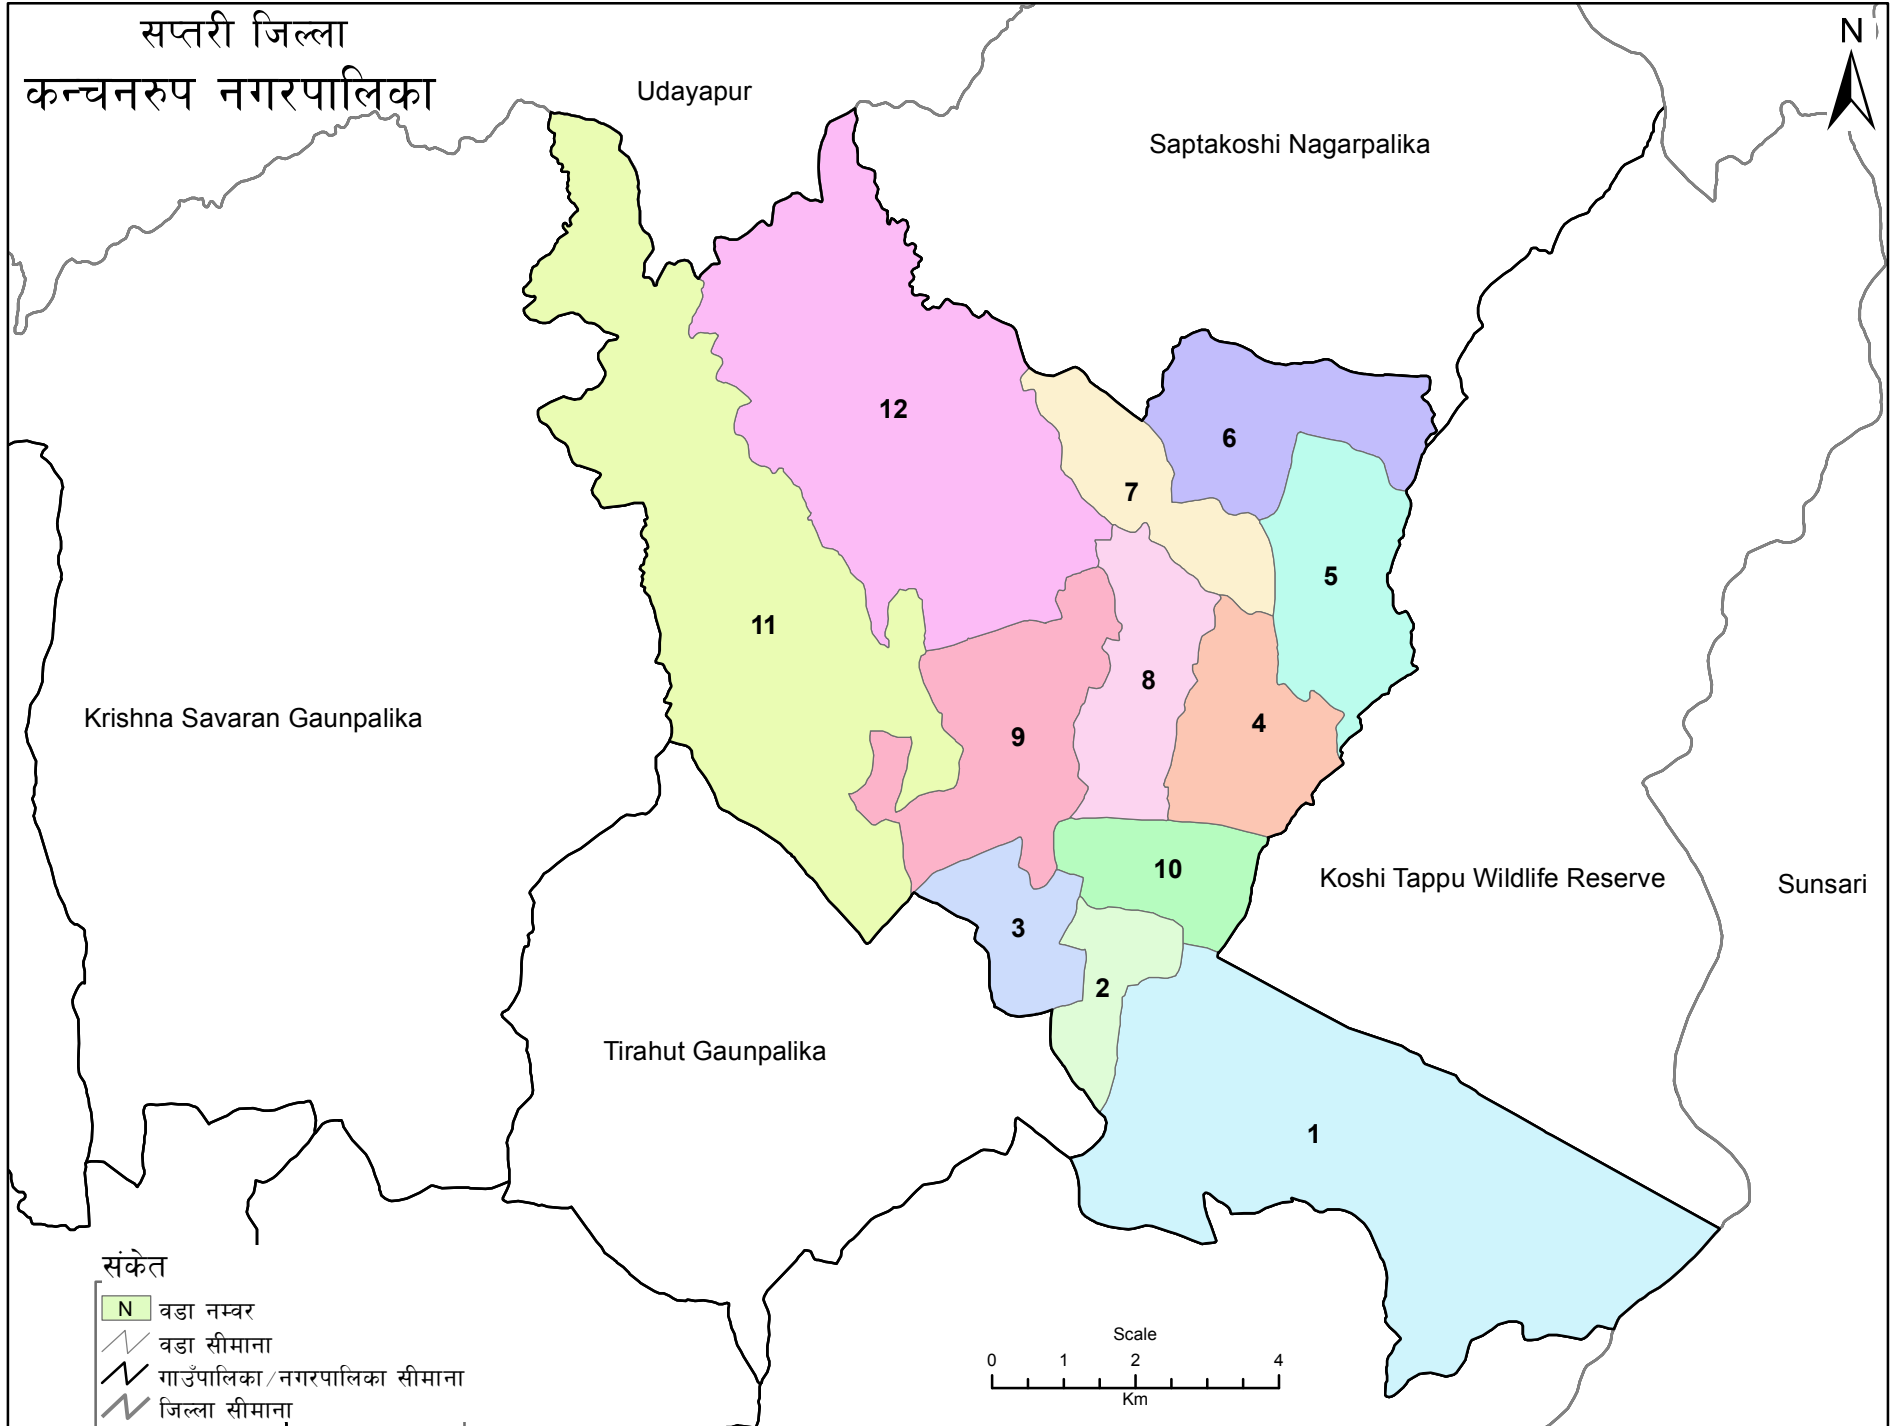 सप्तरी जिल्ला
कन्चनरुप नगरपालिका
N
Udayapur
Saptakoshi Nagarpalika
12
6
7
5
11
8
4
9
Krishna Savaran Gaunpalika
10
Koshi Tappu Wildlife Reserve
Sunsari
3
2
Tirahut Gaunpalika
1
संकेत
N वडा नम्वर
वडा सीमाना
गाउँपालिका/नगरपालिका सीमाना
जिल्ला सीमाना
Scale
0 1 2 4
Km